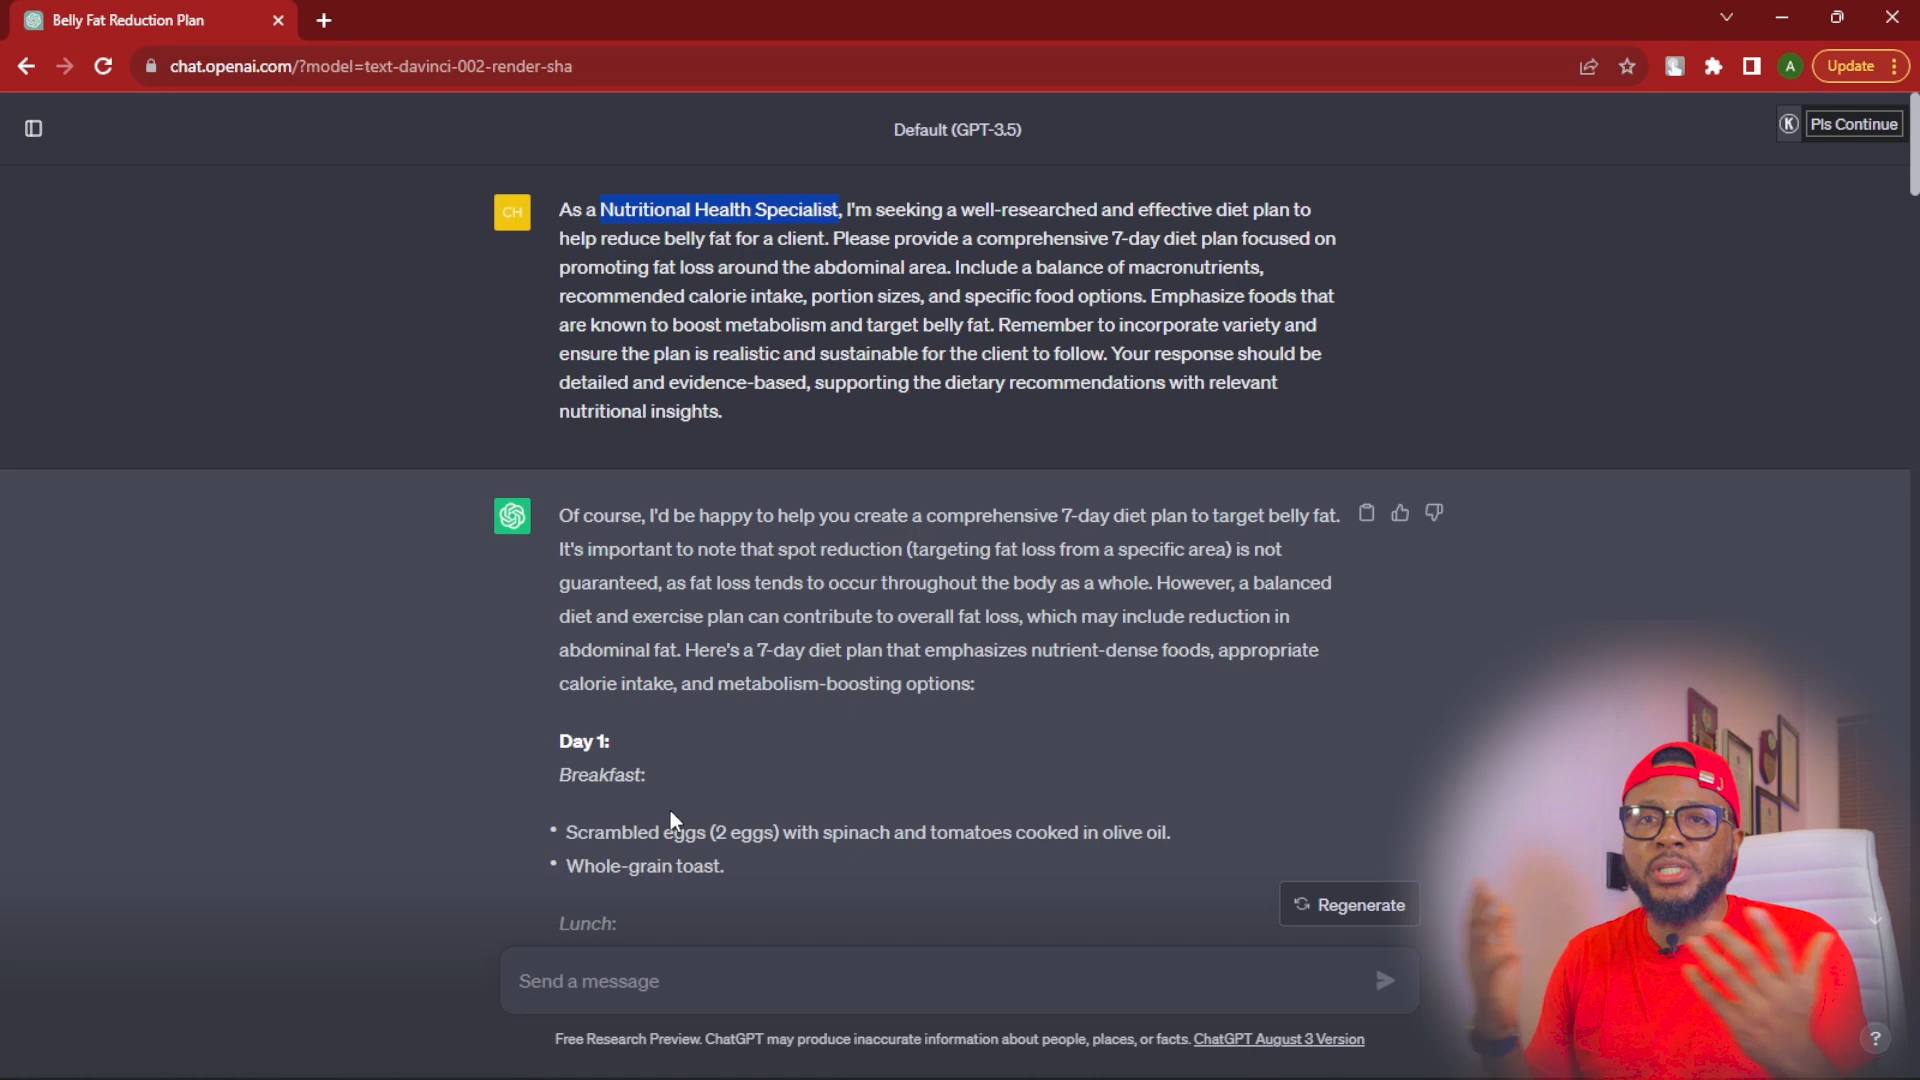 Belly Fat Reduction Plan
chat.openai.com/?model=text-davinci-002-render-sha
A
Update
Default (GPT-3.5)
K
Pls Continue
CH
As a Nutritional Health Specialist, I'm seeking a well-researched and effective diet plan to
help reduce belly fat for a client. Please provide a comprehensive 7-day diet plan focused on
promoting fat loss around the abdominal area. Include a balance of macronutrients,
recommended calorie intake, portion sizes, and specific food options. Emphasize foods that
are known to boost metabolism and target belly fat. Remember to incorporate variety and
ensure the plan is realistic and sustainable for the client to follow. Your response should be
detailed and evidence-based, supporting the dietary recommendations with relevant
nutritional insights.
Of course, I'd be happy to help you create a comprehensive 7-day diet plan to target belly fat.
It's important to note that spot reduction (targeting fat loss from a specific area) is not
guaranteed, as fat loss tends to occur throughout the body as a whole. However, a balanced
diet and exercise plan can contribute to overall fat loss, which may include reduction in
abdominal fat. Here's a 7-day diet plan that emphasizes nutrient-dense foods, appropriate
calorie intake, and metabolism-boosting options:
Day 1:
Breakfast:
• Scrambled eggs (2 eggs) with spinach and tomatoes cooked in olive oil.
• Whole-grain toast.
Regenerate
Lunch:
Send a message
Free Research Preview. ChatGPT may produce inaccurate information about people, places, or facts. ChatGPT August 3 Version
?